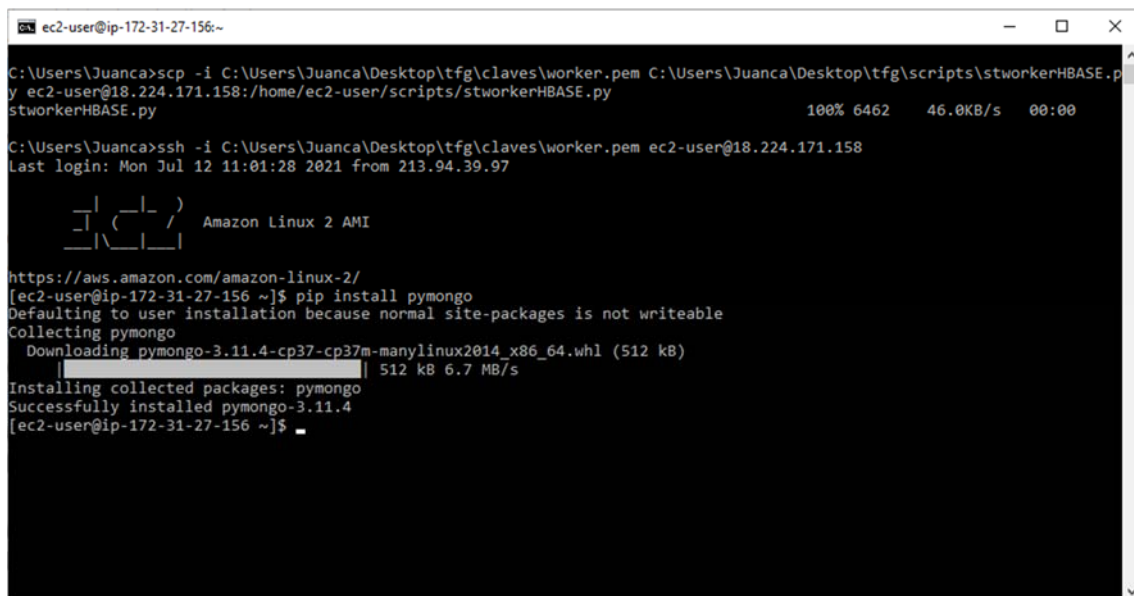 ec2-user@ip-172-31-27-156:~
C:\Users\Juanca>scp -i C:\Users\Juanca\Desktop\tfg\claves\worker.pem C:\Users\Juanca\Desktop\tfg\scripts\stworkerHBASE.p
y ec2-user@18.224.171.158:/home/ec2-user/scripts/stworkerHBASE.py
stworkerHBASE.py                                                                    100% 6462    46.0KB/s   00:00
C:\Users\Juanca>ssh -i C:\Users\Juanca\Desktop\tfg\claves\worker.pem ec2-user@18.224.171.158
Last login: Mon Jul 12 11:01:28 2021 from 213.94.39.97
       __|  __|_  )
       _|  (     /   Amazon Linux 2 AMI
      ___|\___|___|
https://aws.amazon.com/amazon-linux-2/
[ec2-user@ip-172-31-27-156 ~]$ pip install pymongo
Defaulting to user installation because normal site-packages is not writeable
Collecting pymongo
  Downloading pymongo-3.11.4-cp37-cp37m-manylinux2014_x86_64.whl (512 kB)
     |                                | 512 kB 6.7 MB/s
Installing collected packages: pymongo
Successfully installed pymongo-3.11.4
[ec2-user@ip-172-31-27-156 ~]$